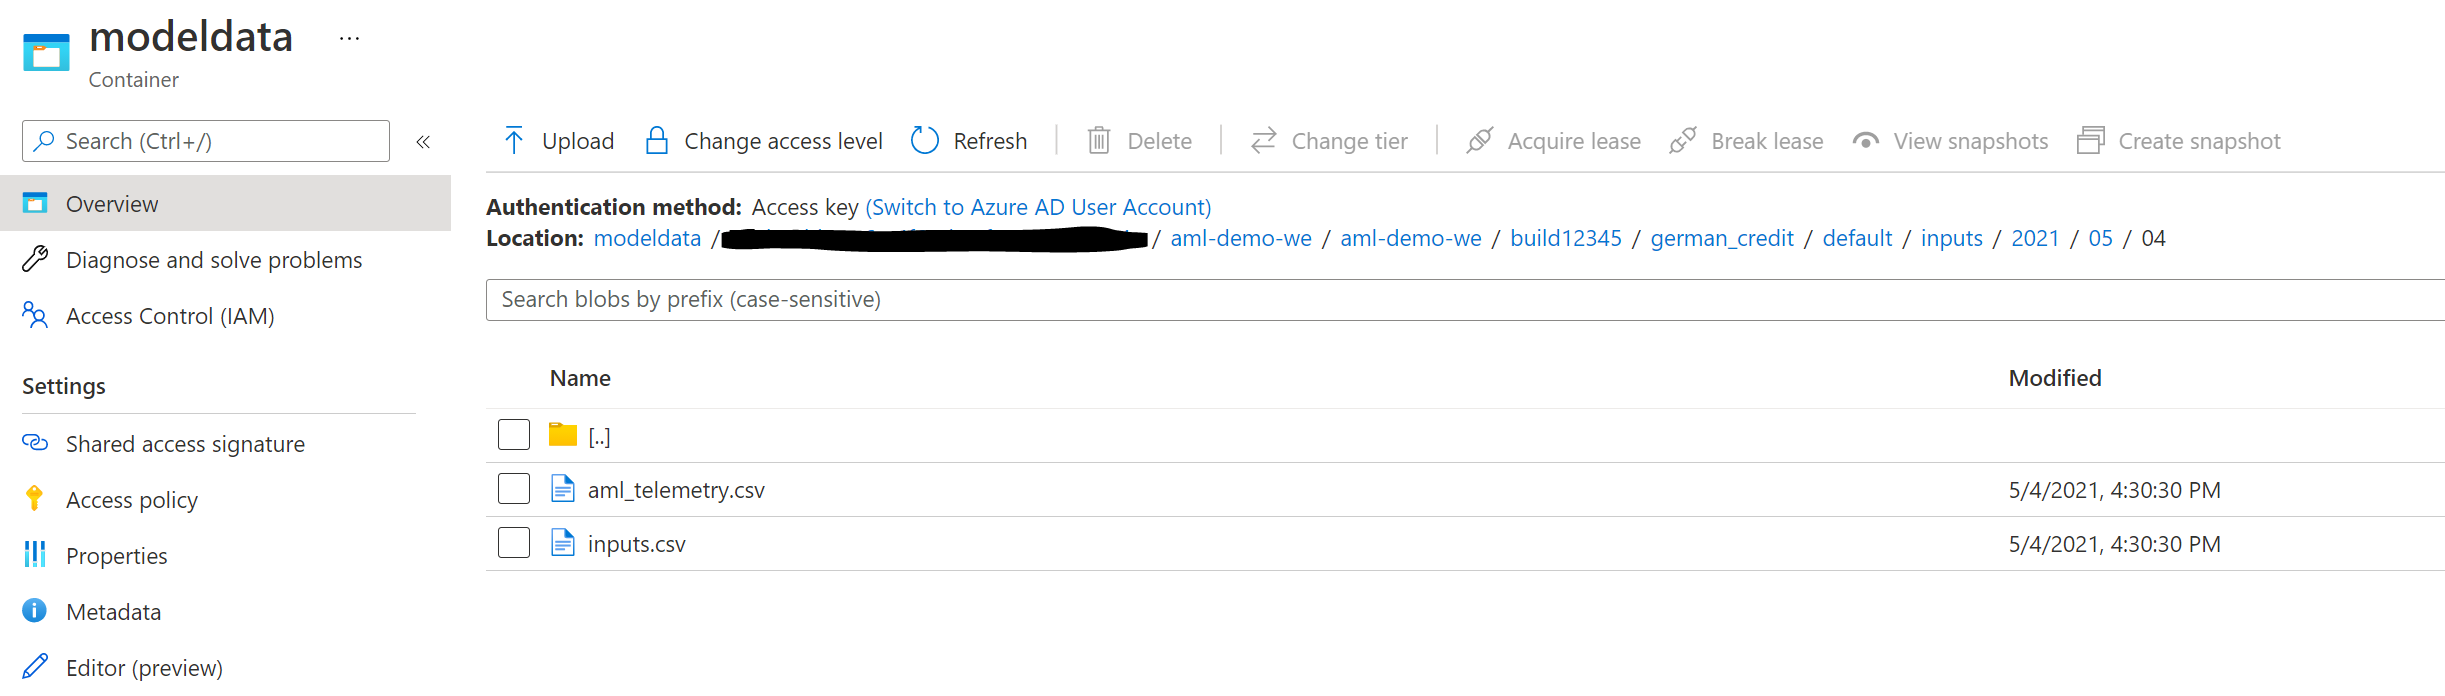 modeldata ...
Container
Search (Ctrl+/) «
Upload Change access level Refresh Delete Change tier Acquire lease Break lease View snapshots Create snapshot
Overview
Diagnose and solve problems
Access Control (IAM)
Settings
Shared access signature
Access policy
Properties
Metadata
Editor (preview)
Authentication method: Access key (Switch to Azure AD User Account)
Location: modeldata / / aml-demo-we / aml-demo-we / build12345 / german_credit / default / inputs / 2021 / 05 / 04
Search blobs by prefix (case-sensitive)
Name Modified
[..]
aml_telemetry.csv 5/4/2021, 4:30:30 PM
inputs.csv 5/4/2021, 4:30:30 PM